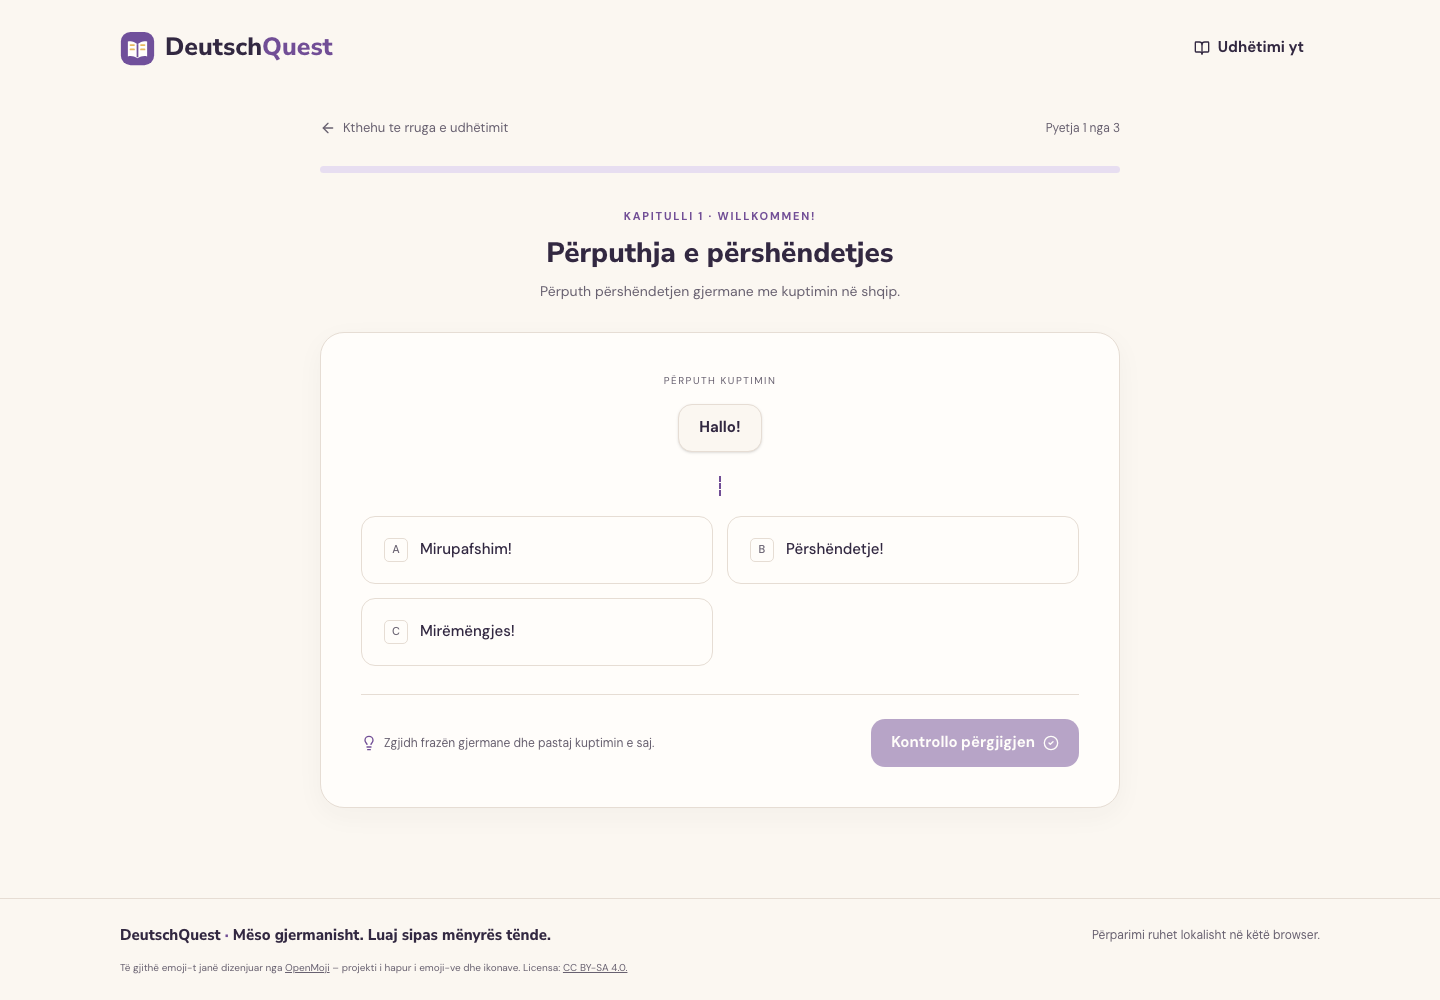 DeutschQuest
Udhëtimi yt
Kthehu te rruga e udhëtimit
Pyetja 1 nga 3
KAPITULLI 1 · WILLKOMMEN!
Përputhja e përshëndetjes
Përputh përshëndetjen gjermane me kuptimin në shqip.
PËRPUTH KUPTIMIN
Hallo!
A Mirupafshim!
B Përshëndetje!
C Mirëmëngjes!
Zgjidh frazën gjermane dhe pastaj kuptimin e saj.
Kontrollo përgjigjen
DeutschQuest · Mëso gjermanisht. Luaj sipas mënyrës tënde.
Përparimi ruhet lokalisht në këtë browser.
Të gjithë emoji-t janë dizenjuar nga OpenMoji – projekti i hapur i emoji-ve dhe ikonave. Licensa: CC BY-SA 4.0.